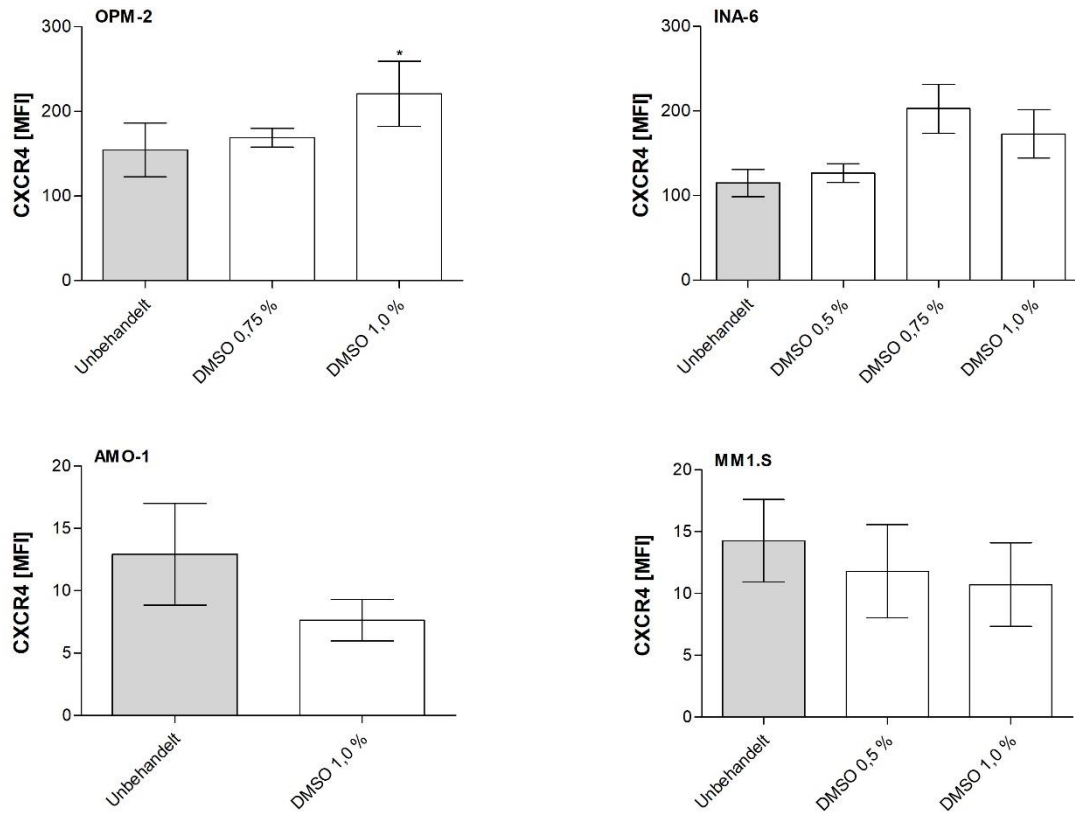 OPM-2
CXCR4 [MFI]
300
200
100
0
Unbehandelt
DMSO 0,75 %
*
DMSO 1,0 %
INA-6
CXCR4 [MFI]
300
200
100
0
Unbehandelt
DMSO 0,5 %
DMSO 0,75 %
DMSO 1,0 %
AMO-1
CXCR4 [MFI]
20
15
10
5
0
Unbehandelt
DMSO 1,0 %
MM1.S
CXCR4 [MFI]
20
15
10
5
0
Unbehandelt
DMSO 0,5 %
DMSO 1,0 %